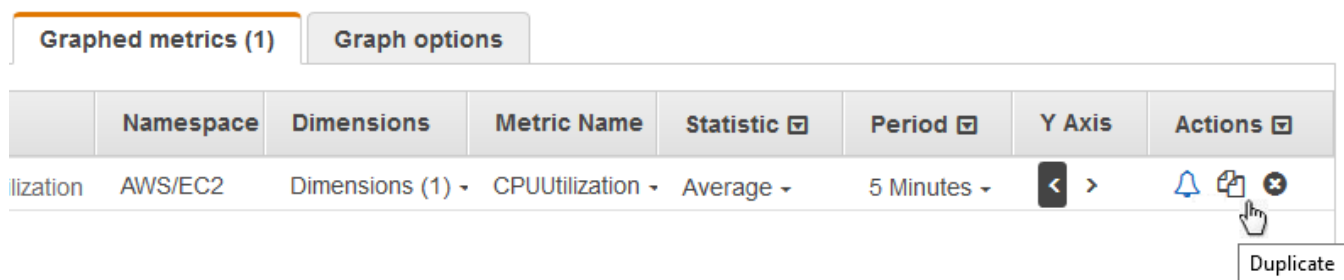 Graphed metrics (1) Graph options
Namespace Dimensions Metric Name Statistic Period Y Axis Actions
lization AWS/EC2 Dimensions (1) CPUUtilization Average 5 Minutes < >
Duplicate